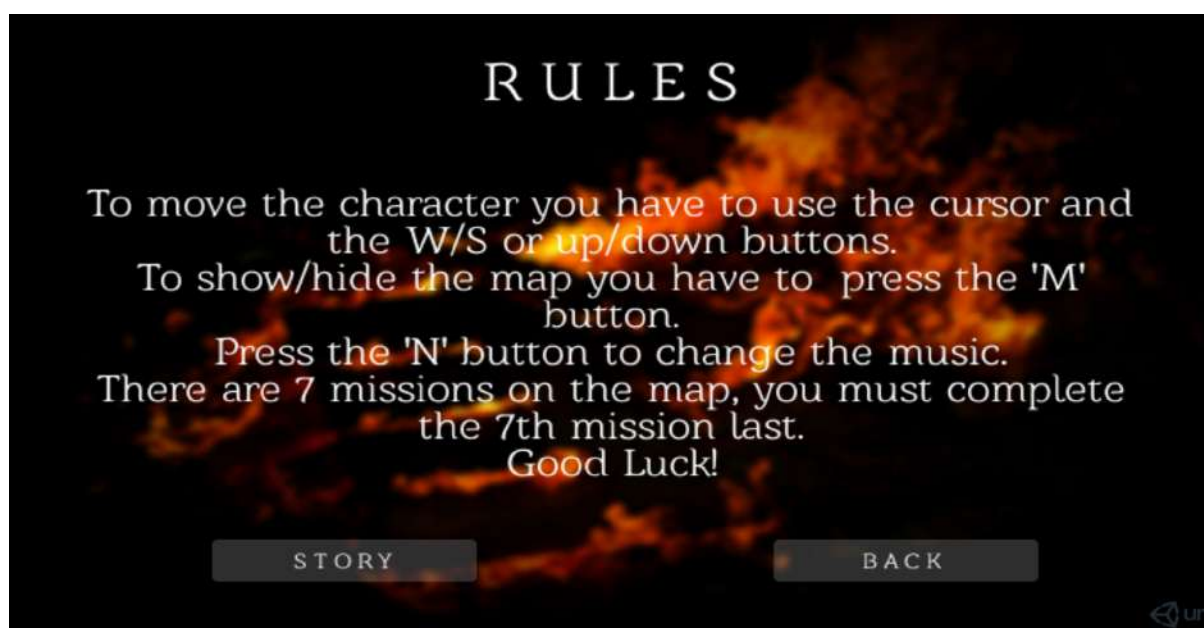 RULES
To move the character you have to use the cursor and
the W/S or up/down buttons.
To show/hide the map you have to  press the 'M'
button.
Press the 'N' button to change the music.
There are 7 missions on the map, you must complete
the 7th mission last.
Good Luck!
STORY
BACK